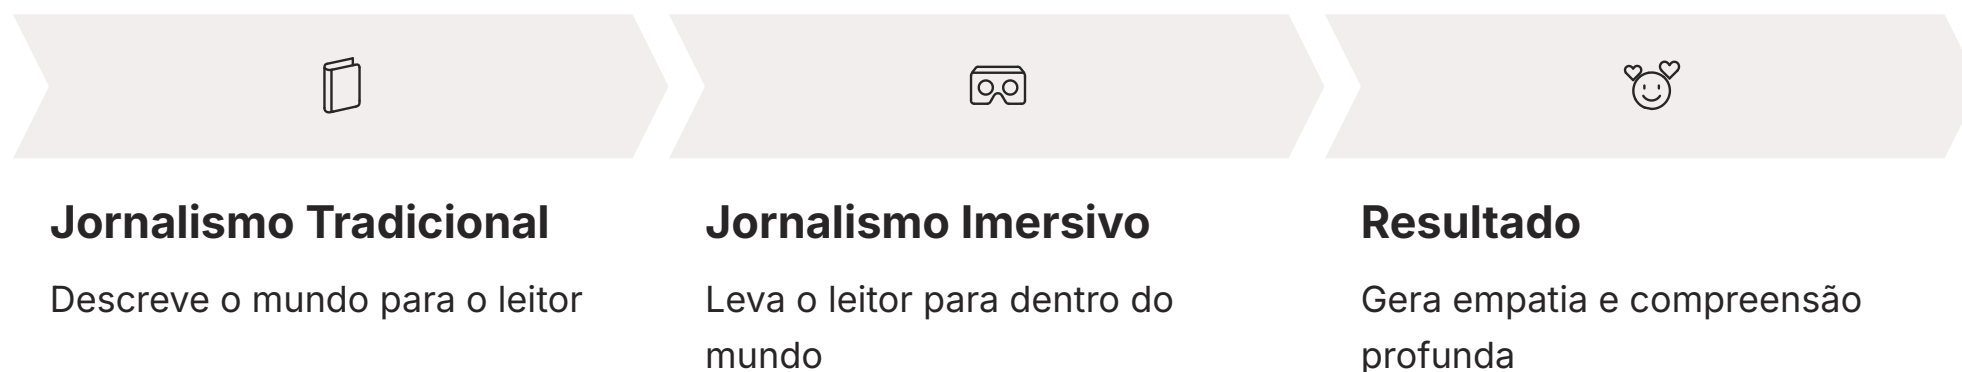 Jornalismo Tradicional
Descreve o mundo para o leitor
Jornalismo Imersivo
Leva o leitor para dentro do
mundo
Resultado
Gera empatia e compreensão
profunda